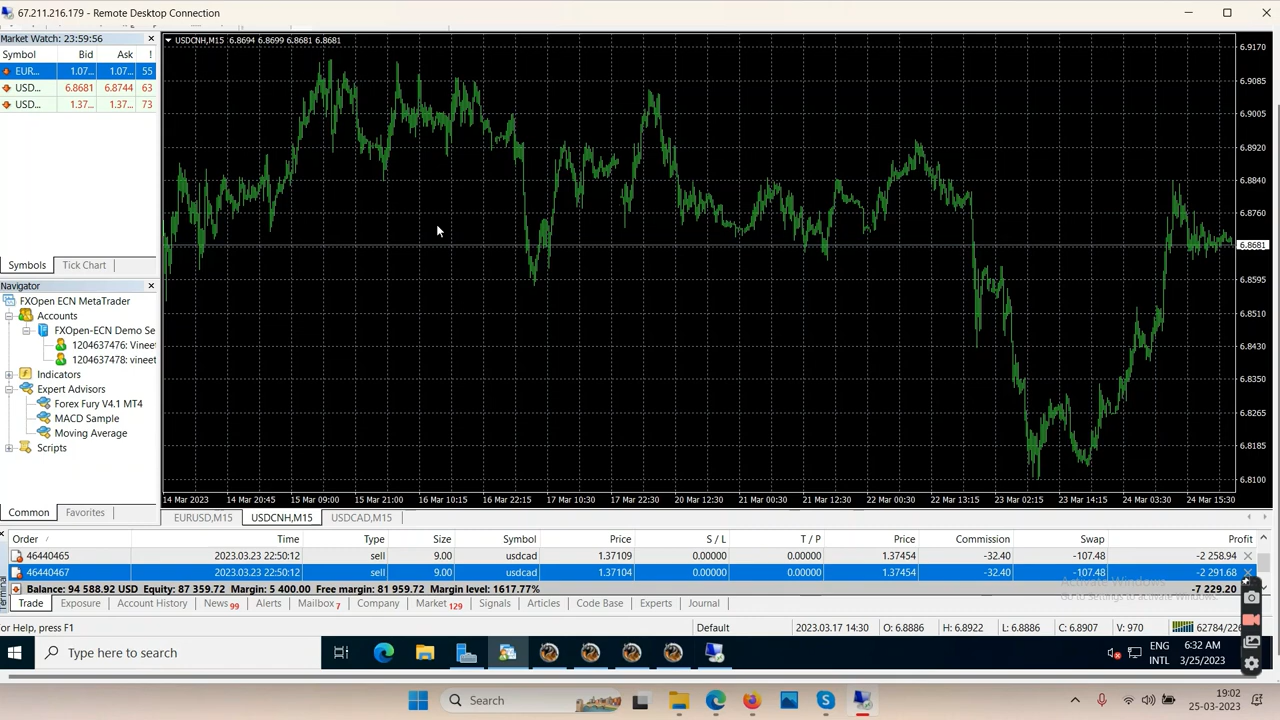 67.211.216.179 - Remote Desktop Connection
Market Watch: 23:59:56
Symbol Bid Ask !
EUR... 1.07... 1.07... 55
USD... 6.8681 6.8744 63
USD... 1.37... 1.37... 73
Symbols Tick Chart
Navigator
FXOpen ECN MetaTrader
Accounts
FXOpen-ECN Demo Se
1204637476: Vinee
1204637478: vinee
Indicators
Expert Advisors
Forex Fury V4.1 MT4
MACD Sample
Moving Average
Scripts
Common Favorites
USDCNH,M15 6.8694 6.8699 6.8681 6.8681
6.9170
6.9085
6.9005
6.8920
6.8840
6.8760
6.8681
6.8595
6.8510
6.8430
6.8350
6.8265
6.8185
6.8100
14 Mar 2023 14 Mar 20:45 15 Mar 09:00 15 Mar 21:00 16 Mar 10:15 16 Mar 22:15 17 Mar 10:30 17 Mar 22:30 20 Mar 12:30 21 Mar 00:30 21 Mar 12:30 22 Mar 00:30 22 Mar 13:15 23 Mar 02:15 23 Mar 14:15 24 Mar 03:30 24 Mar 15:30
EURUSD,M15 USDCNH,M15 USDCAD,M15
Order / Time Type Size Symbol Price S / L T / P Price Commission Swap Profit
46440465 2023.03.23 22:50:12 sell 9.00 usdcad 1.37109 0.00000 0.00000 1.37454 -32.40 -107.48 -2 258.94
46440467 2023.03.23 22:50:12 sell 9.00 usdcad 1.37104 0.00000 0.00000 1.37454 -32.40 -107.48 -2 291.68
Balance: 94 588.92 USD Equity: 87 359.72 Margin: 5 400.00 Free margin: 81 959.72 Margin level: 1617.77% -7 229.20
Activate Windows
Go to Settings to activate Windows.
Terminal
Trade Exposure Account History News 99 Alerts Mailbox 7 Company Market 129 Signals Articles Code Base Experts Journal
For Help, press F1 Default 2023.03.17 14:30 O: 6.8886 H: 6.8922 L: 6.8886 C: 6.8907 V: 970
Type here to search
ENG 6:32 AM
INTL 3/25/2023
Search
19:02
25-03-2023